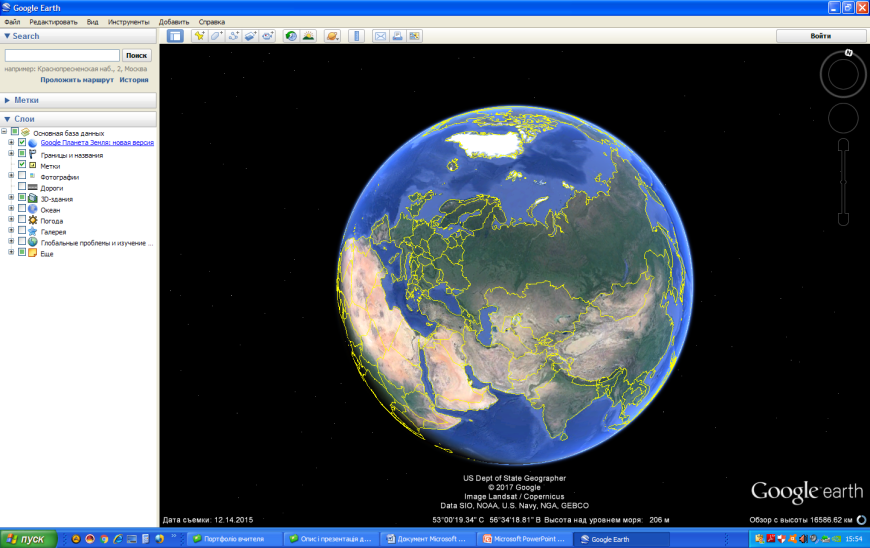 Google Earth
Файл Редактировать Вид Инструменты Добавить Справка
Search
Войти
Поиск
например: Краснопресненская наб., 2, Москва
Проложить маршрут История
Метки
Слои
Основная база данных
Google Планета Земля: новая версия
Границы и названия
Метки
Фотографии
Дороги
3D-здания
Океан
Погода
Галерея
Глобальные проблемы и изучение ...
Еще
N
US Dept of State Geographer
© 2017 Google
Image Landsat / Copernicus
Data SIO, NOAA, U.S. Navy, NGA, GEBCO
Google earth
Дата съемки: 12.14.2015 53°00'19.34" С 56°34'18.81" В Высота над уровнем моря: 206 м Обзор с высоты 16586.62 км
пуск Портфоліо вчителя Опис і презентація д... Документ Microsoft ... Microsoft PowerPoint ... Google Earth 15:54